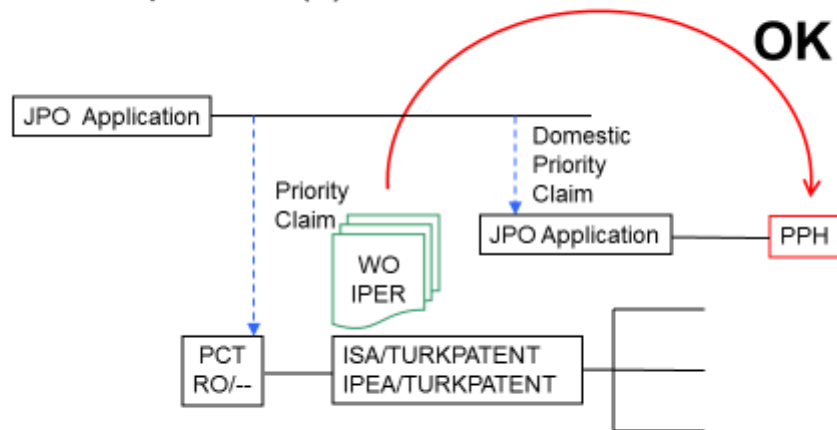 OK
JPO Application
Domestic
Priority
Claim
Priority
Claim
JPO Application
PPH
WO
IPER
PCT
RO/--
ISA/TURKPATENT
IPEA/TURKPATENT